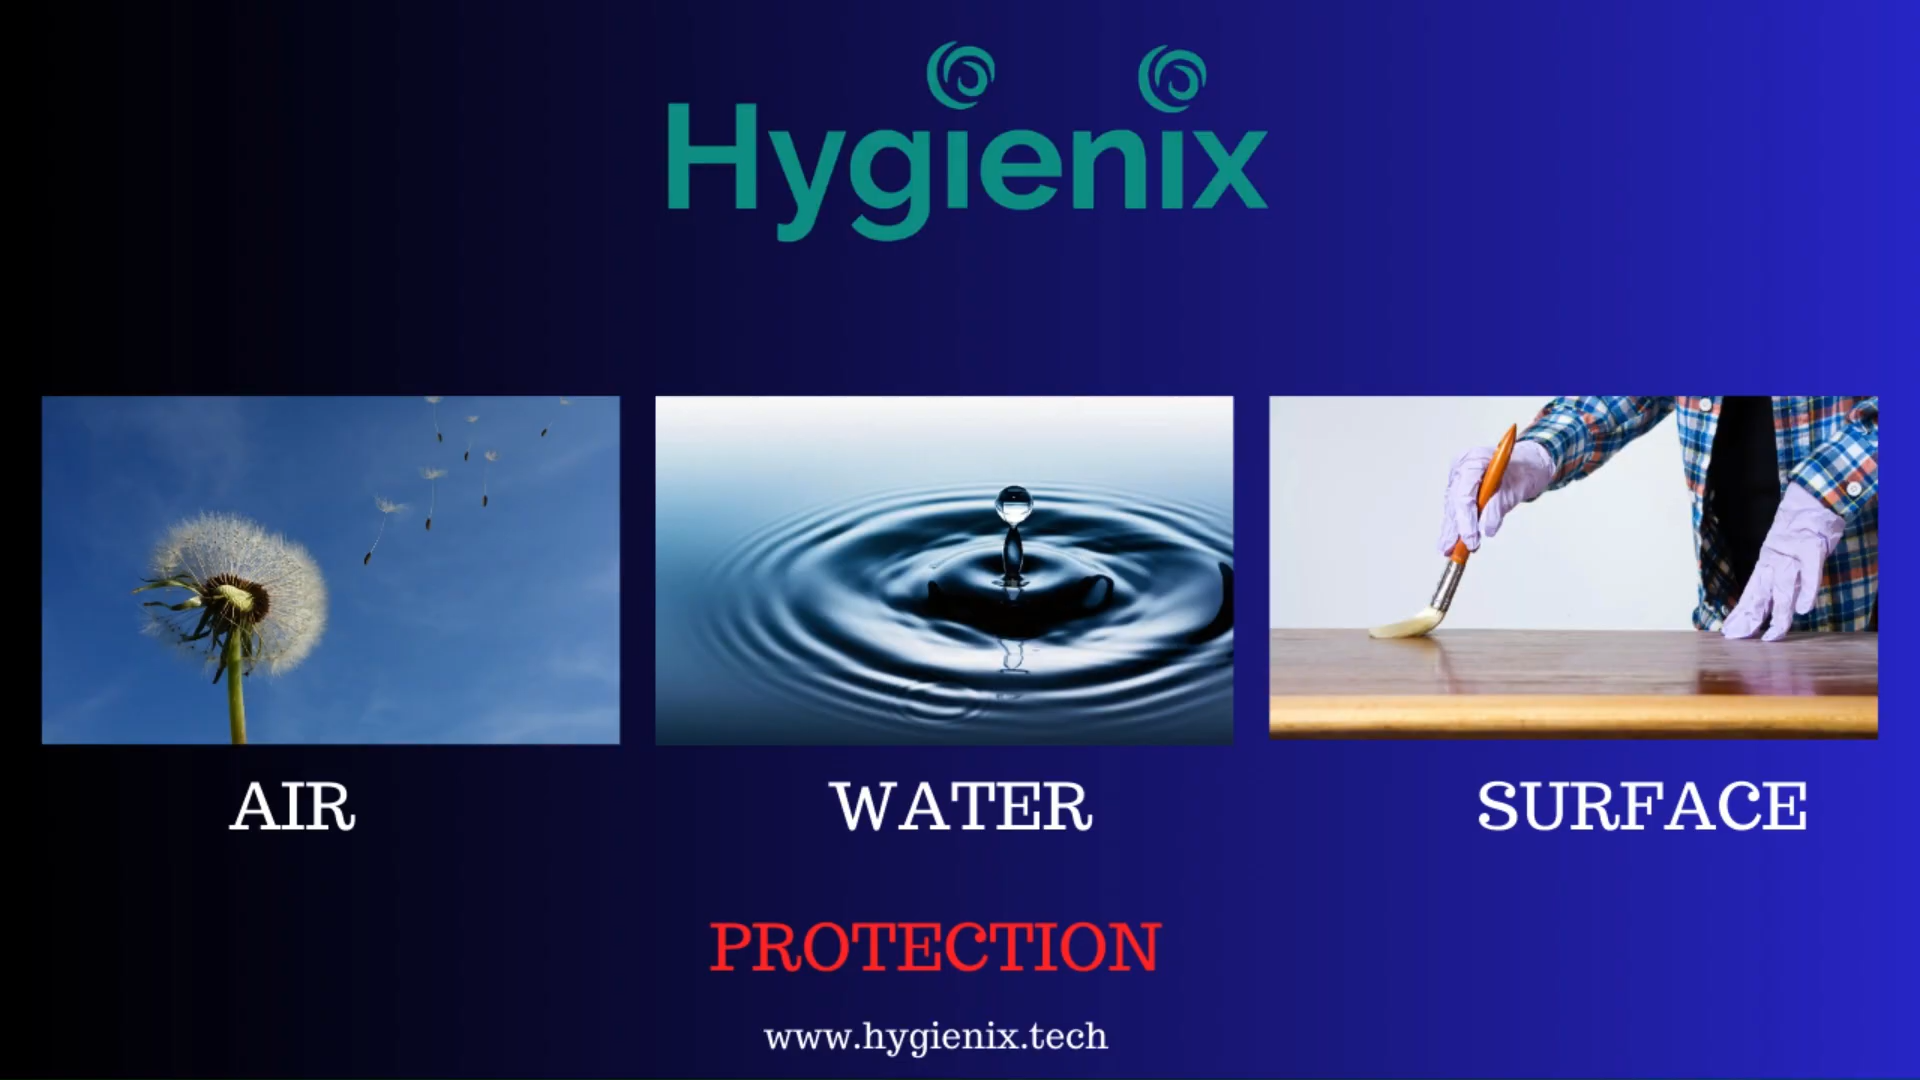 Hygienix
AIR
WATER
SURFACE
PROTECTION
www.hygienix.tech